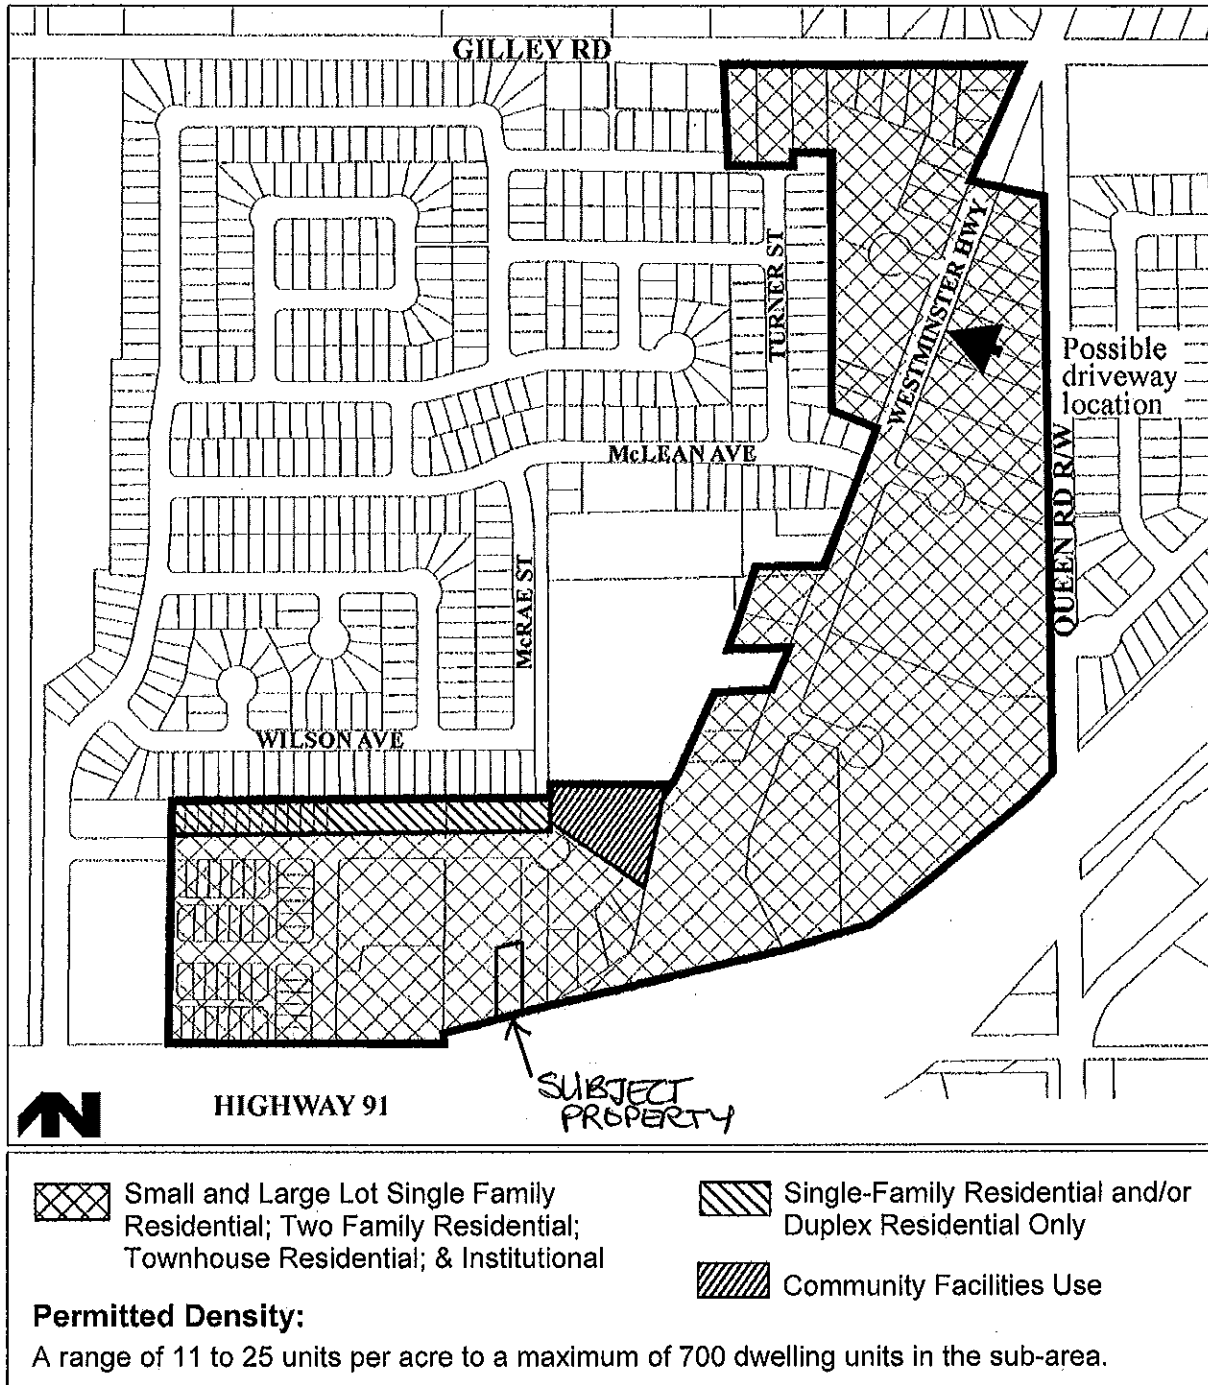 GILLEY RD
TURNER ST
WESTMINSTER HWY
Possible
driveway
location
McLEAN AVE
QUEEN RD R/W
McRAE ST
WILSON AVE
N
HIGHWAY 91
SUBJECT
PROPERTY
Small and Large Lot Single Family
Residential; Two Family Residential;
Townhouse Residential; & Institutional
Single-Family Residential and/or
Duplex Residential Only
Community Facilities Use
Permitted Density:
A range of 11 to 25 units per acre to a maximum of 700 dwelling units in the sub-area.